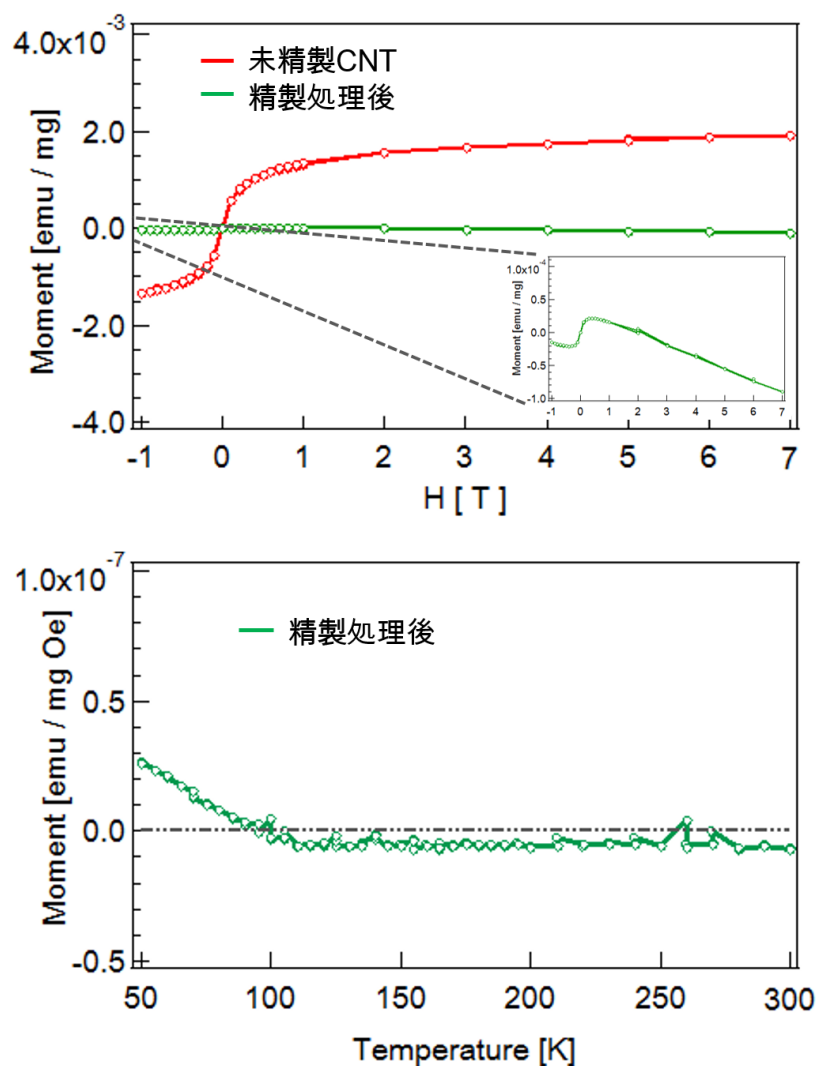 4.0x10-3
未精製CNT
精製処理後
2.0
0.0
-2.0
-4.0
Moment [emu / mg]
-1 0 1 2 3 4 5 6 7
H [ T ]
1.0x10-4
0.5
0.0
-0.5
-1.0
Moment [emu / mg]
-1 0 1 2 3 4 5 6 7
1.0x10-7
精製処理後
0.5
0.0
-0.5
Moment [emu / mg Oe]
50 100 150 200 250 300
Temperature [K]